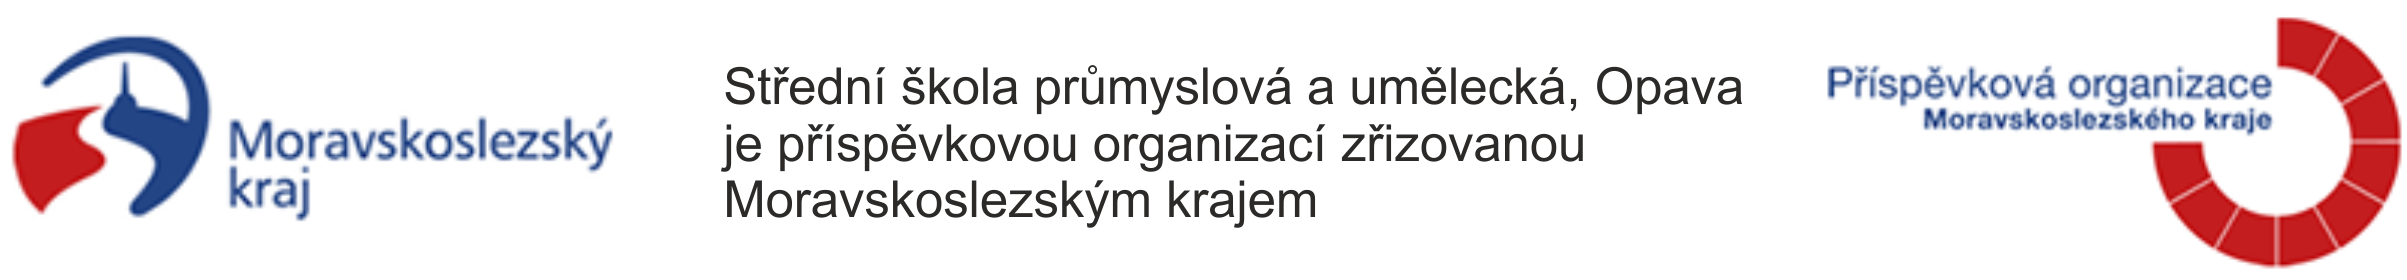 Moravskoslezský
kraj
Střední škola průmyslová a umělecká, Opava
je příspěvkovou organizací zřizovanou
Moravskoslezským krajem
Příspěvková organizace
Moravskoslezského kraje